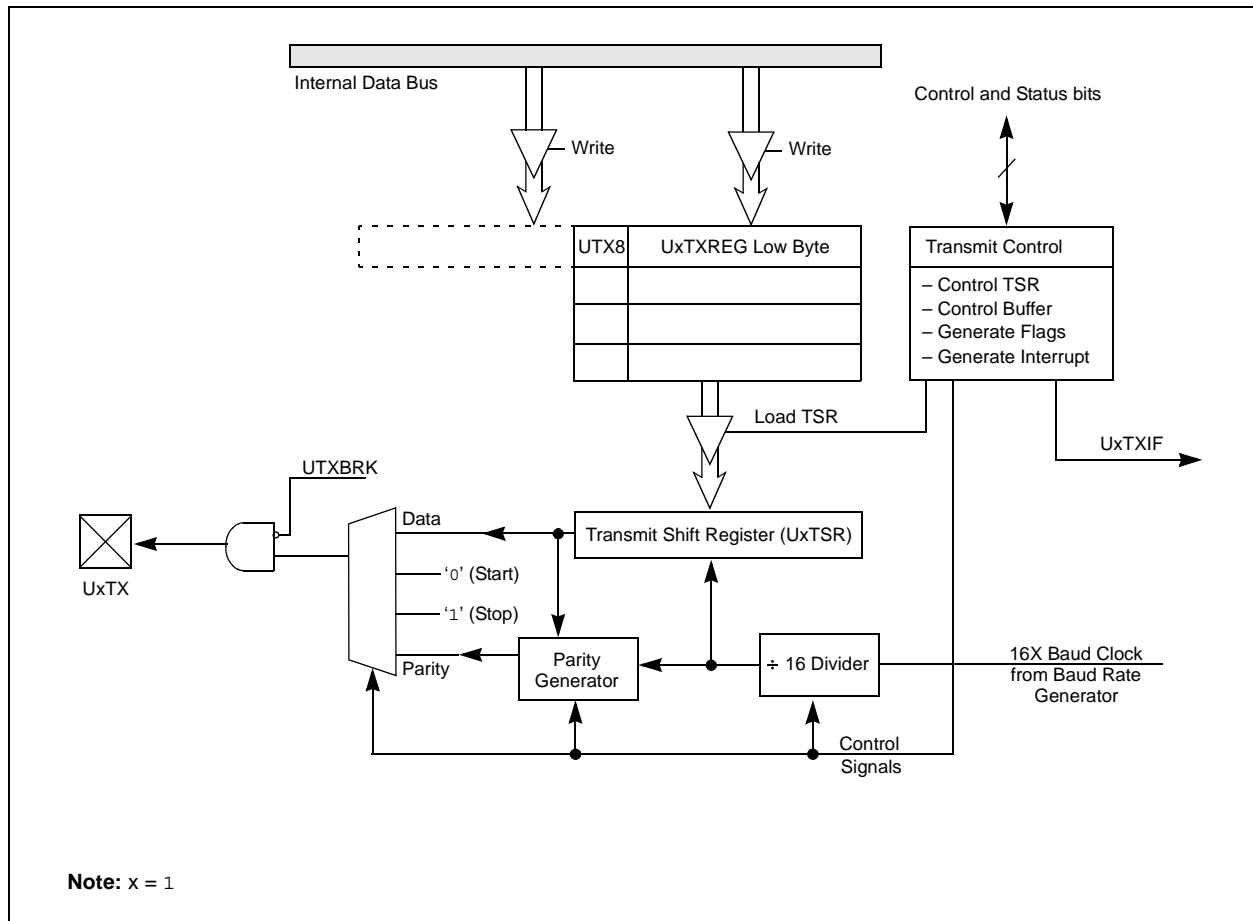 Internal Data Bus
Control and Status bits
Write
Write
UTX8
UxTXREG Low Byte
Transmit Control
– Control TSR
– Control Buffer
– Generate Flags
– Generate Interrupt
Load TSR
UxTXIF
UTXBRK
Data
Transmit Shift Register (UxTSR)
UxTX
‘0’ (Start)
‘1’ (Stop)
Parity
Parity
Generator
÷ 16 Divider
16X Baud Clock
from Baud Rate
Generator
Control
Signals
Note: x = 1